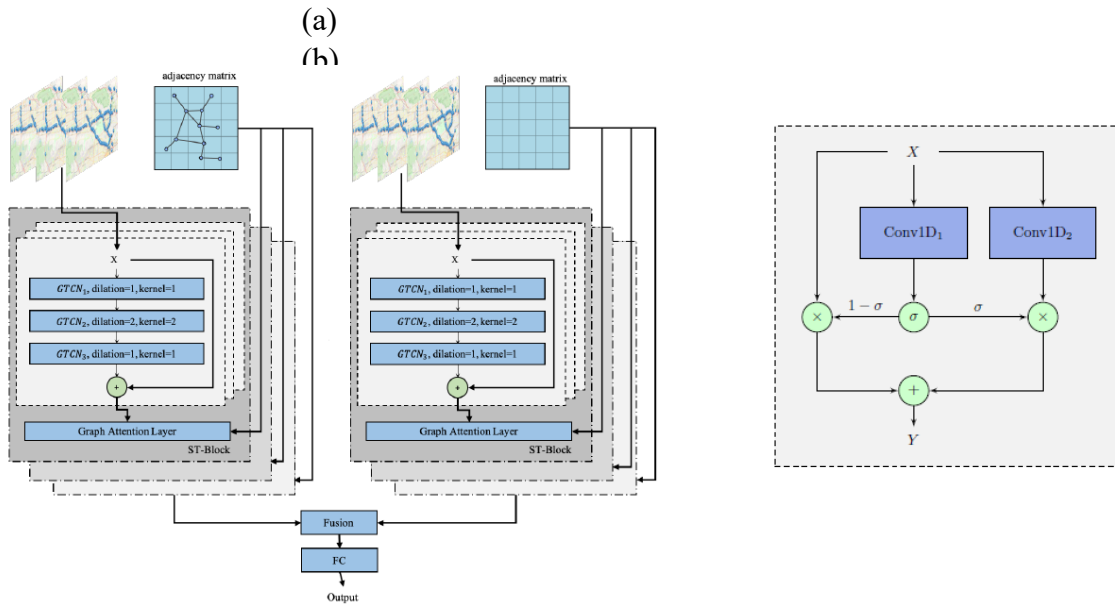 (a)
(b)
adjacency matrix
X
GTCN₁, dilation=1, kernel=1
GTCN₂, dilation=2, kernel=2
GTCN₃, dilation=1, kernel=1
+
Graph Attention Layer
ST-Block
adjacency matrix
X
GTCN₁, dilation=1, kernel=1
GTCN₂, dilation=2, kernel=2
GTCN₃, dilation=1, kernel=1
+
Graph Attention Layer
ST-Block
Fusion
FC
Output
X
Conv1D₁ Conv1D₂
1 − σ σ
× σ ×
+
Y